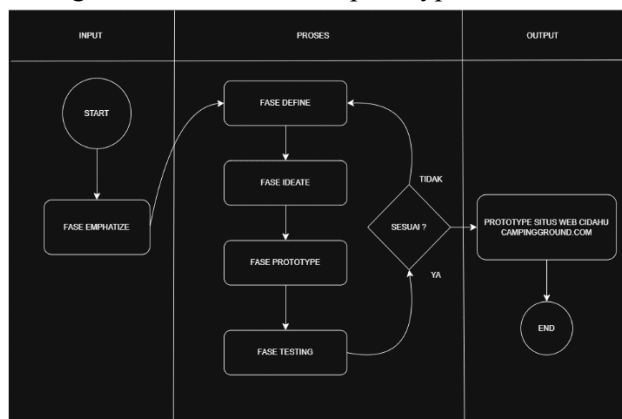 INPUT
PROSES
OUTPUT
START
FASE EMPHATIZE
FASE DEFINE
FASE IDEATE
FASE PROTOTYPE
FASE TESTING
TIDAK
SESUAI ?
YA
PROTOTYPE SITUS WEB CIDAHU
CAMPINGGROUND.COM
END